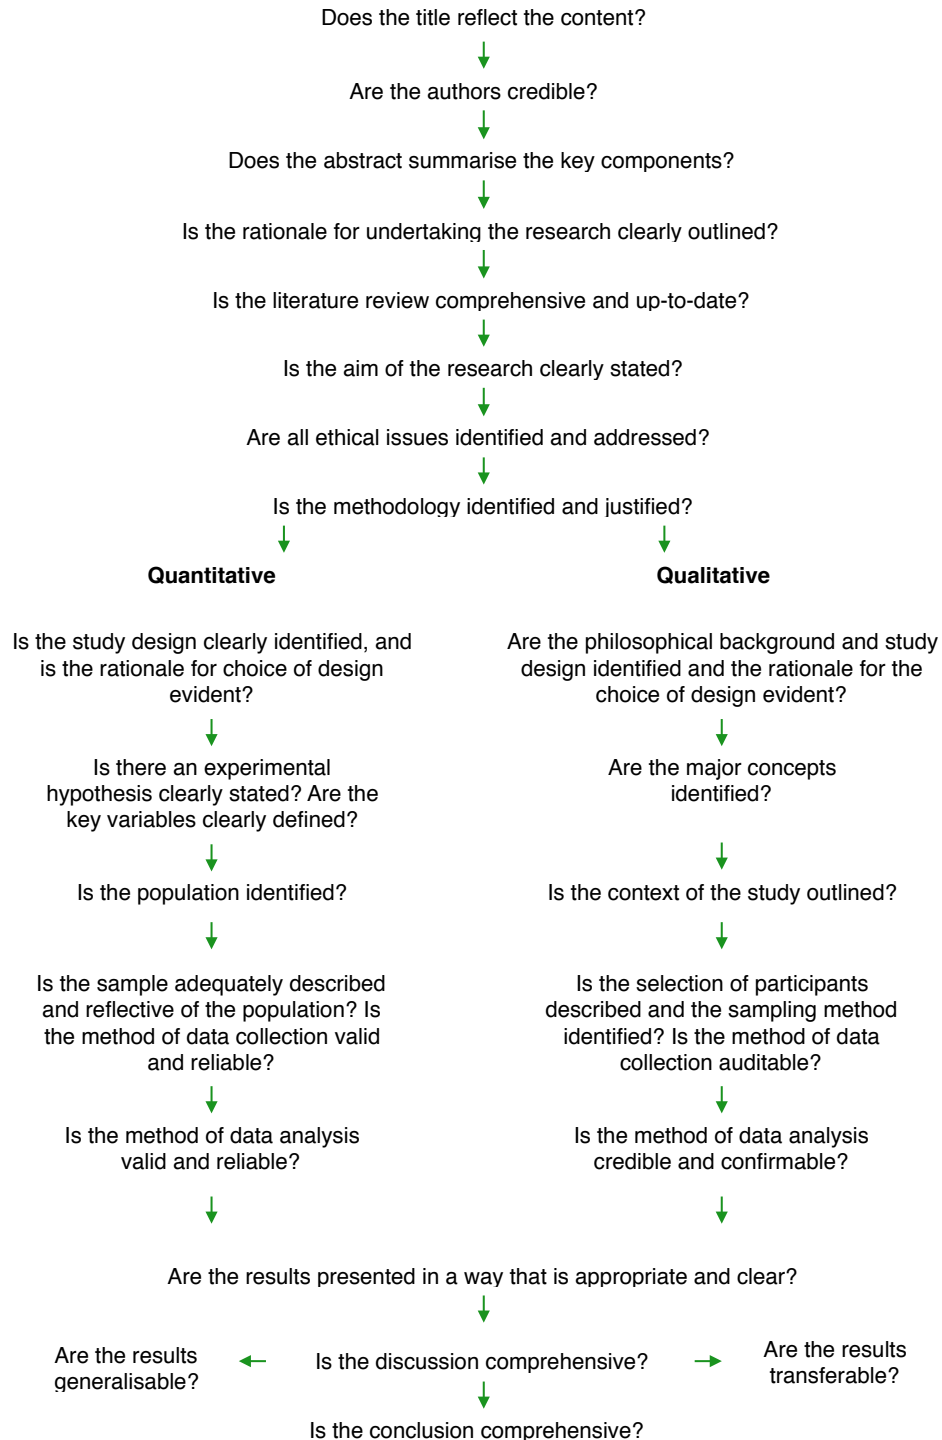 Does the title reflect the content?
Are the authors credible?
Does the abstract summarise the key components?
Is the rationale for undertaking the research clearly outlined?
Is the literature review comprehensive and up-to-date?
Is the aim of the research clearly stated?
Are all ethical issues identified and addressed?
Is the methodology identified and justified?
Quantitative
Is the study design clearly identified, and
is the rationale for choice of design
evident?
Is there an experimental
hypothesis clearly stated? Are the
key variables clearly defined?
Is the population identified?
Is the sample adequately described
and reflective of the population? Is
the method of data collection valid
and reliable?
Is the method of data analysis
valid and reliable?
Qualitative
Are the philosophical background and study
design identified and the rationale for the
choice of design evident?
Are the major concepts
identified?
Is the context of the study outlined?
Is the selection of participants
described and the sampling method
identified? Is the method of data
collection auditable?
Is the method of data analysis
credible and confirmable?
Are the results presented in a way that is appropriate and clear?
Are the results
generalisable?
Is the discussion comprehensive?
Are the results
transferable?
Is the conclusion comprehensive?